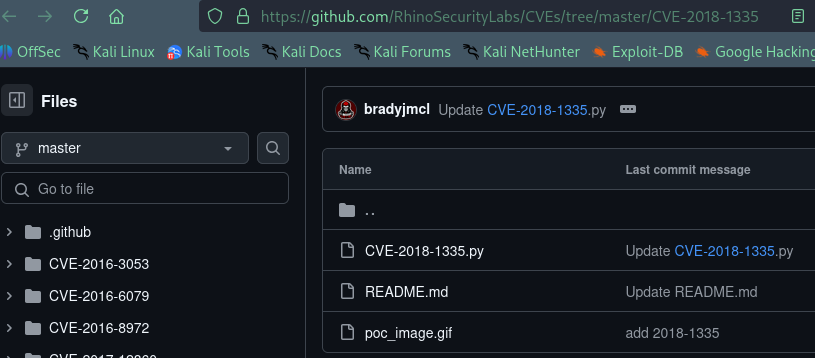 https://github.com/RhinoSecurityLabs/CVEs/tree/master/CVE-2018-1335
OffSec Kali Linux Kali Tools Kali Docs Kali Forums Kali NetHunter Exploit-DB Google Hacking
Files
master
Go to file
.github
CVE-2016-3053
CVE-2016-6079
CVE-2016-8972
bradyjmcl Update CVE-2018-1335.py
Name Last commit message
..
CVE-2018-1335.py Update CVE-2018-1335.py
README.md Update README.md
poc_image.gif add 2018-1335